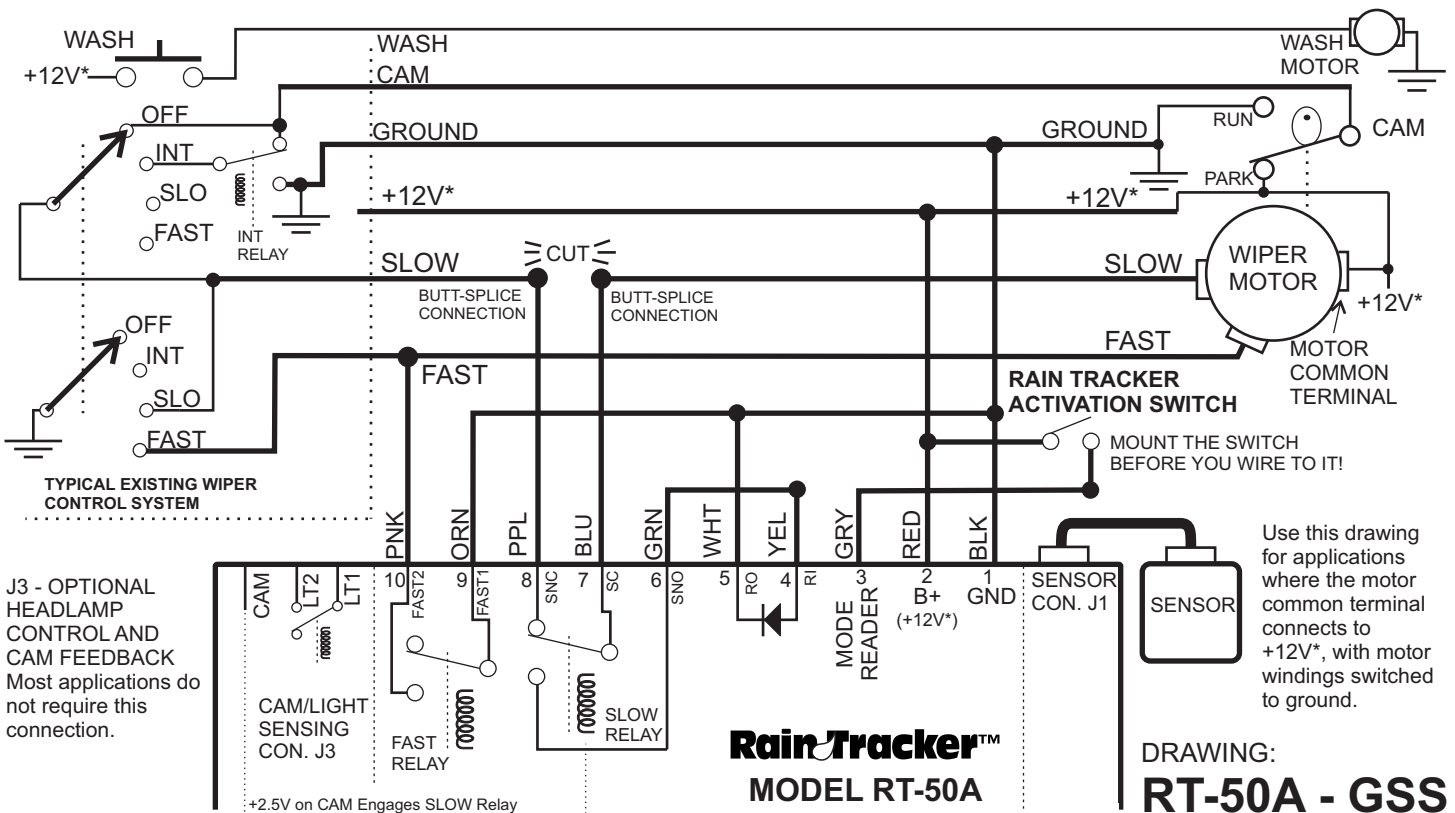 WASH
+12V*
WASH
CAM
WASH
MOTOR
OFF
INT
SLO
FAST
INT
RELAY
GROUND
GROUND
RUN
CAM
PARK
+12V*
+12V*
SLOW
CUT
BUTT-SPLICE
CONNECTION
BUTT-SPLICE
CONNECTION
SLOW
WIPER
MOTOR
+12V*
OFF
INT
SLO
FAST
FAST
FAST
MOTOR
COMMON
TERMINAL
RAIN TRACKER
ACTIVATION SWITCH
MOUNT THE SWITCH
BEFORE YOU WIRE TO IT!
TYPICAL EXISTING WIPER
CONTROL SYSTEM
PNK
ORN
PPL
BLU
GRN
WHT
YEL
GRY
RED
BLK
J3 - OPTIONAL
HEADLAMP
CONTROL AND
CAM FEEDBACK
Most applications do
not require this
connection.
CAM
LT2
LT1
10
FAST2
9
FAST1
8
SNC
7
SC
6
SNO
5
RO
4
RI
3
MODE
READER
2
B+
(+12V*)
1
GND
SENSOR
CON. J1
SENSOR
Use this drawing
for applications
where the motor
common terminal
connects to
+12V*, with motor
windings switched
to ground.
CAM/LIGHT
SENSING
CON. J3
FAST
RELAY
SLOW
RELAY
Rain Tracker™
MODEL RT-50A
+2.5V on CAM Engages SLOW Relay
DRAWING:
RT-50A - GSS